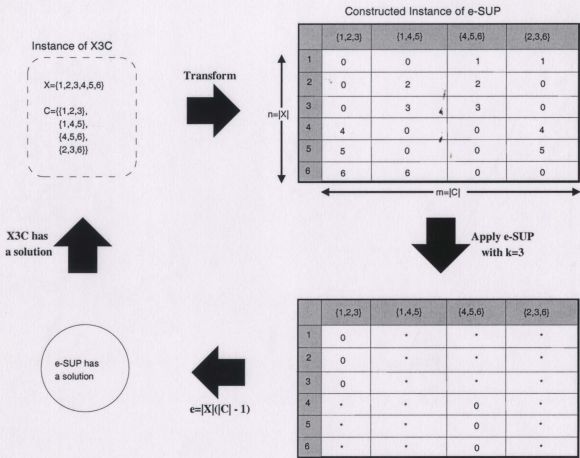 Constructed Instance of e-SUP
Instance of X3C
X={1,2,3,4,5,6}
C={{1,2,3},
{1,4,5},
{4,5,6},
{2,3,6}}
Transform
n=|X|
{1,2,3} {1,4,5} {4,5,6} {2,3,6}
1 0 0 1 1
2 0 2 2 0
3 0 3 3 0
4 4 0 0 4
5 5 0 0 5
6 6 6 0 0
m=|C|
X3C has
a solution
Apply e-SUP
with k=3
e-SUP has
a solution
e=|X|(|C| - 1)
{1,2,3} {1,4,5} {4,5,6} {2,3,6}
1 0 * * *
2 0 * * *
3 0 * * *
4 * * 0 *
5 * * 0 *
6 * * 0 *